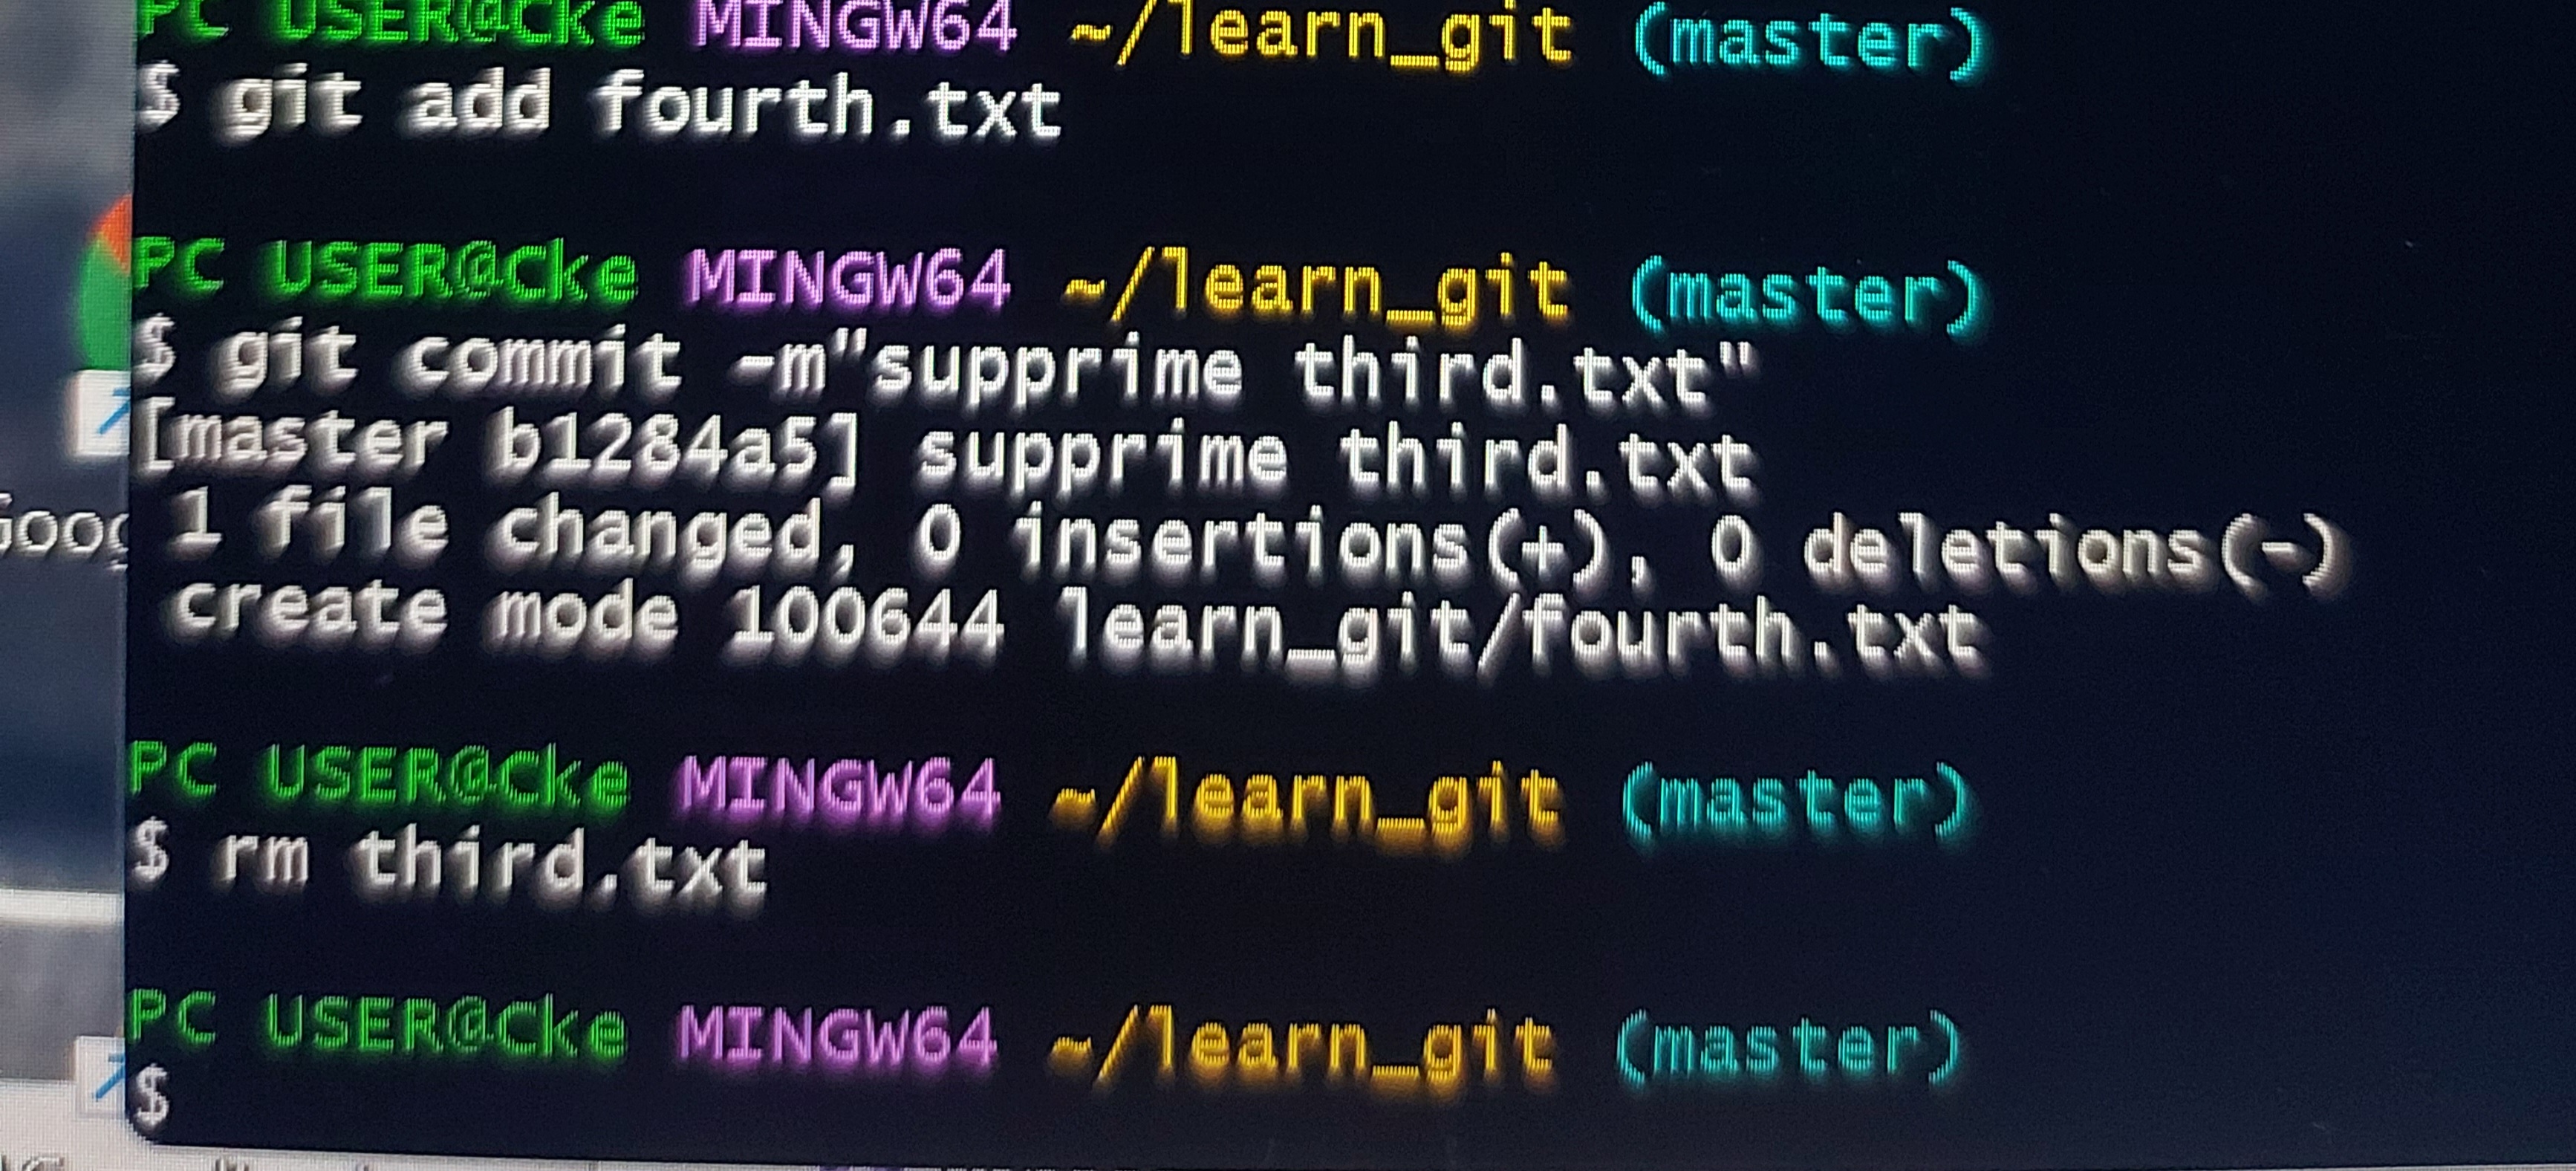 PC USER@Cke MINGW64 ~/learn_git (master)
$ git add fourth.txt
PC USER@Cke MINGW64 ~/learn_git (master)
$ git commit -m"supprime third.txt"
[master b1284a5] supprime third.txt
1 file changed, 0 insertions(+), 0 deletions(-)
create mode 100644 learn_git/fourth.txt
PC USER@Cke MINGW64 ~/learn_git (master)
$ rm third.txt
PC USER@Cke MINGW64 ~/learn_git (master)
$